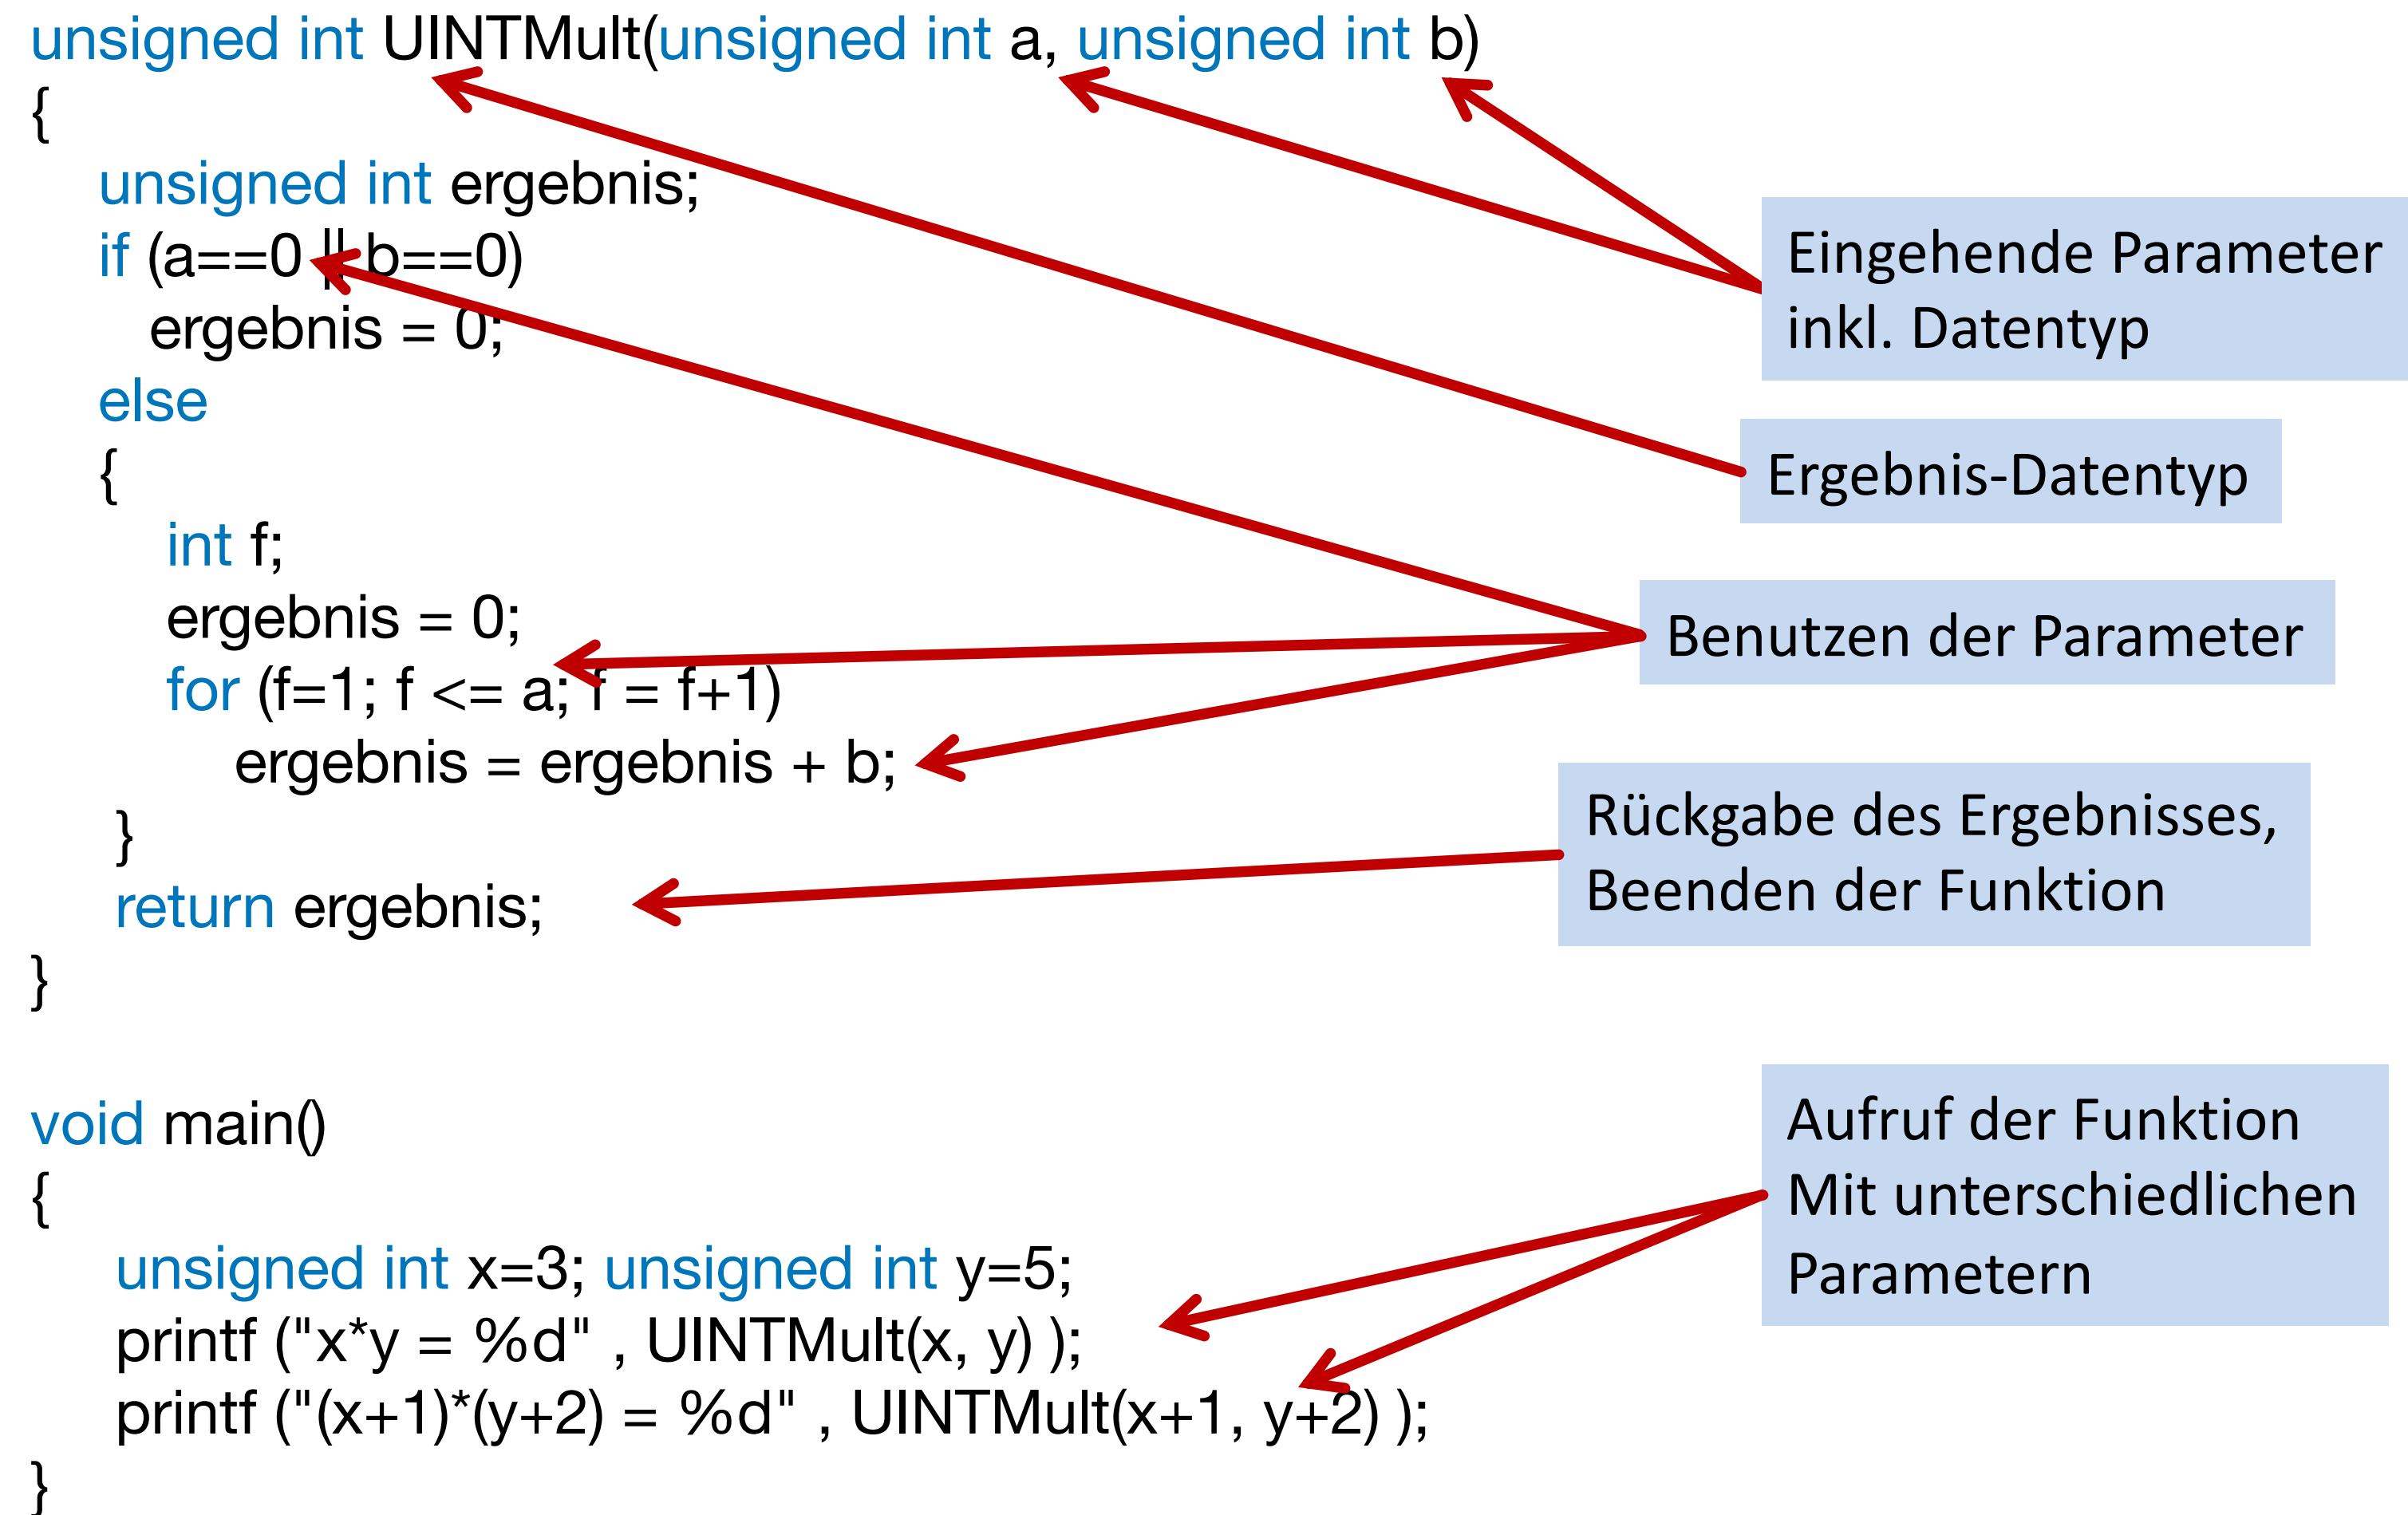 unsigned int UINTMult(unsigned int a, unsigned int b)
{
unsigned int ergebnis;
if (a==0 || b==0)
ergebnis = 0;
else
{
int f;
ergebnis = 0;
for (f=1; f <= a; f = f+1)
ergebnis = ergebnis + b;
}
return ergebnis;
}
void main()
{
unsigned int x=3; unsigned int y=5;
printf ("x*y = %d" , UINTMult(x, y) );
printf ("(x+1)*(y+2) = %d" , UINTMult(x+1, y+2) );
}
Eingehende Parameter
inkl. Datentyp
Ergebnis-Datentyp
Benutzen der Parameter
Rückgabe des Ergebnisses,
Beenden der Funktion
Aufruf der Funktion
Mit unterschiedlichen
Parametern